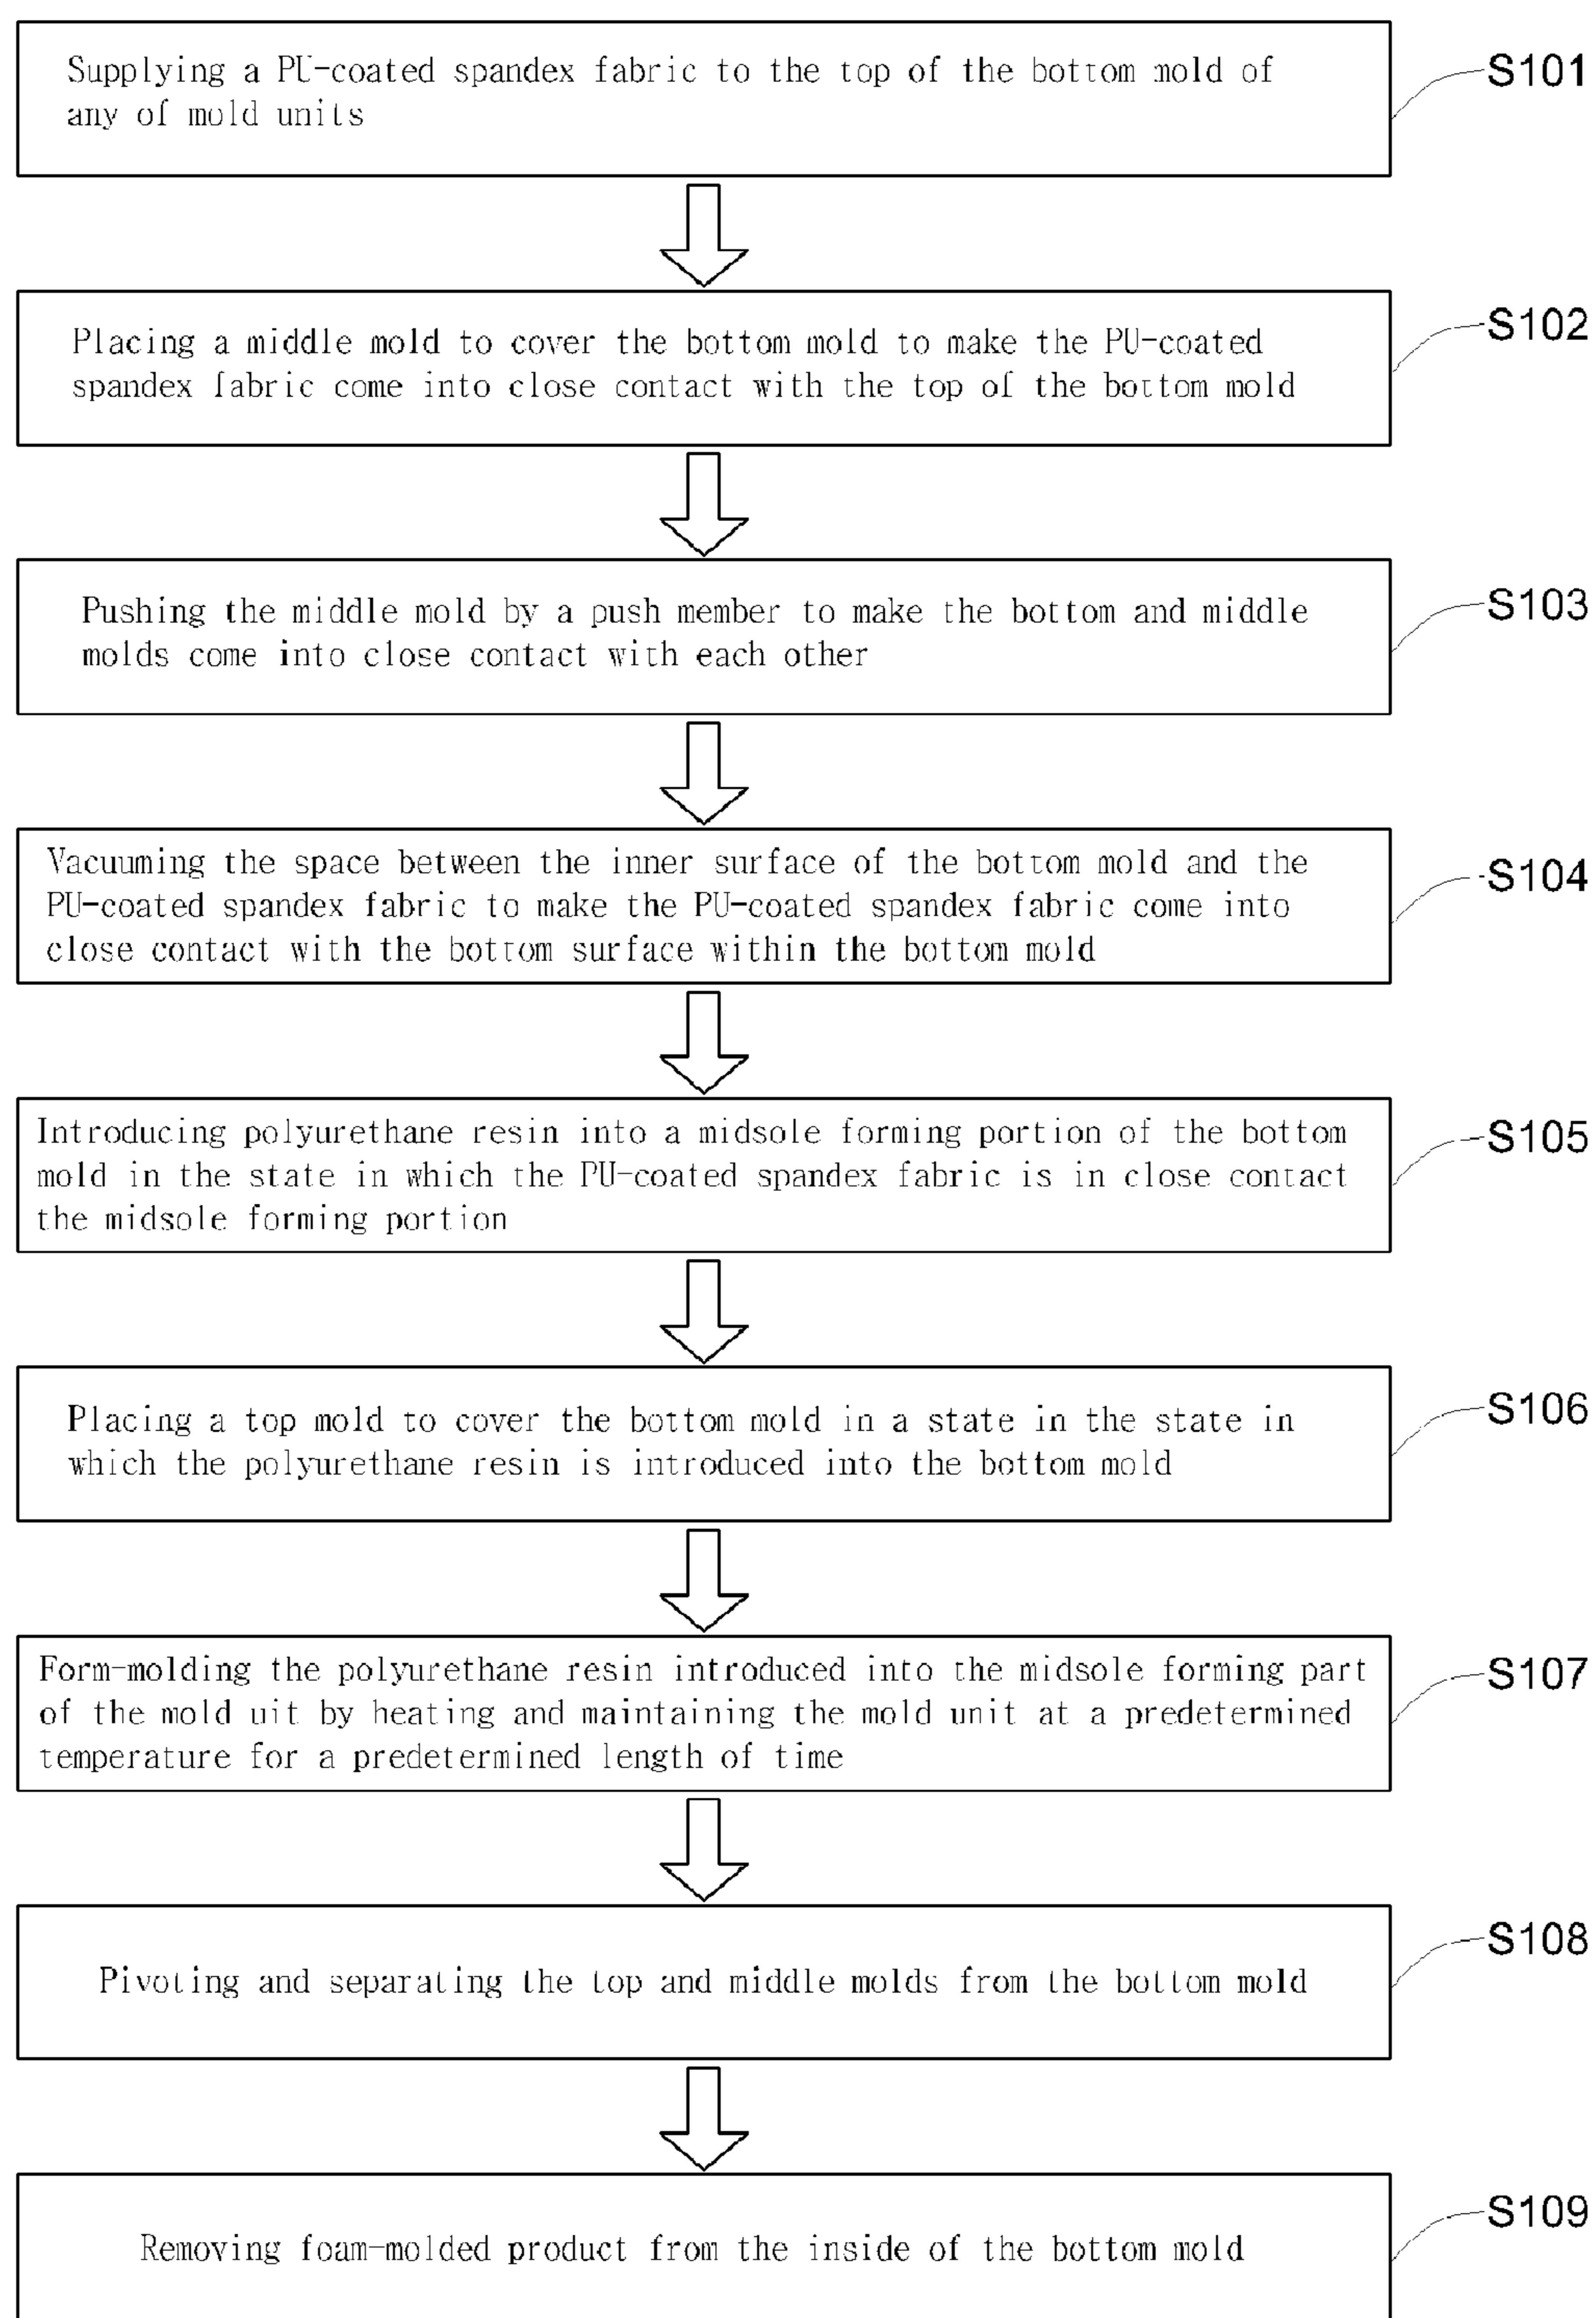 Supplying a PU-coated spandex fabric to the top of the bottom mold of
any of mold units
S101
Placing a middle mold to cover the bottom mold to make the PU-coated
spandex fabric come into close contact with the top of the bottom mold
S102
Pushing the middle mold by a push member to make the bottom and middle
molds come into close contact with each other
S103
Vacuuming the space between the inner surface of the bottom mold and the
PU-coated spandex fabric to make the PU-coated spandex fabric come into
close contact with the bottom surface within the bottom mold
S104
Introducing polyurethane resin into a midsole forming portion of the bottom
mold in the state in which the PU-coated spandex fabric is in close contact
the midsole forming portion
S105
Placing a top mold to cover the bottom mold in a state in the state in
which the polyurethane resin is introduced into the bottom mold
S106
Form-molding the polyurethane resin introduced into the midsole forming part
of the mold uit by heating and maintaining the mold unit at a predetermined
temperature for a predetermined length of time
S107
Pivoting and separating the top and middle molds from the bottom mold
S108
Removing foam-molded product from the inside of the bottom mold
S109